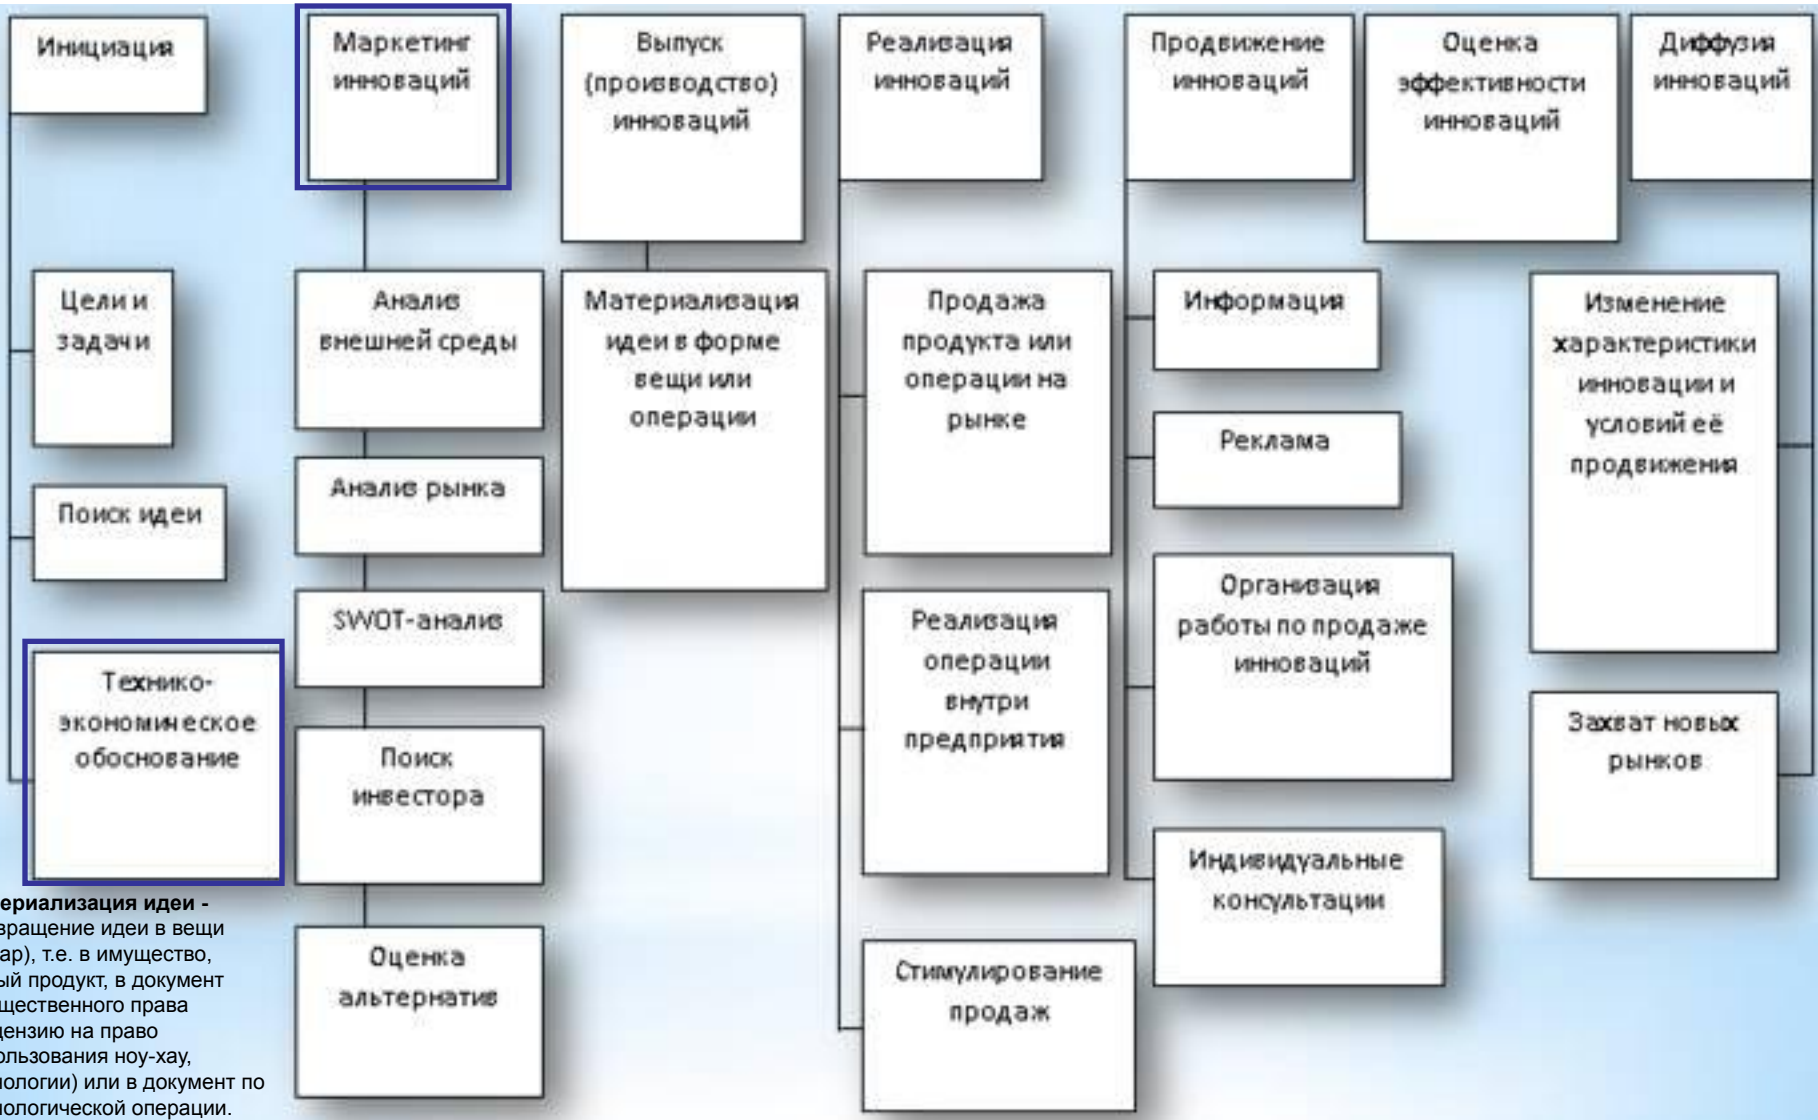 Инициация
Цели и
задачи
Поиск идеи
Технико-
экономическое
обоснование
Маркетинг
инноваций
Анализ
внешней среды
Анализ рынка
SWOT-анализ
Поиск
инвестора
Оценка
альтернатив
Выпуск
(производство)
инноваций
Материализация
идеи в форме
вещи или
операции
Реализация
инноваций
Продажа
продукта или
операции на
рынке
Реализация
операции
внутри
предприятия
Стимулирование
продаж
Продвижение
инноваций
Информация
Реклама
Организация
работы по продаже
инноваций
Индивидуальные
консультации
Оценка
эффективности
инноваций
Диффузия
инноваций
Изменение
характеристики
инновации и
условий её
продвижения
Захват новых
рынков
ериализация идеи -
вращение идеи в вещи
ар), т.е. в имущество,
ый продукт, в документ
щественного права
цензию на право
ользования ноу-хау,
нологии) или в документ по
нологической операции.